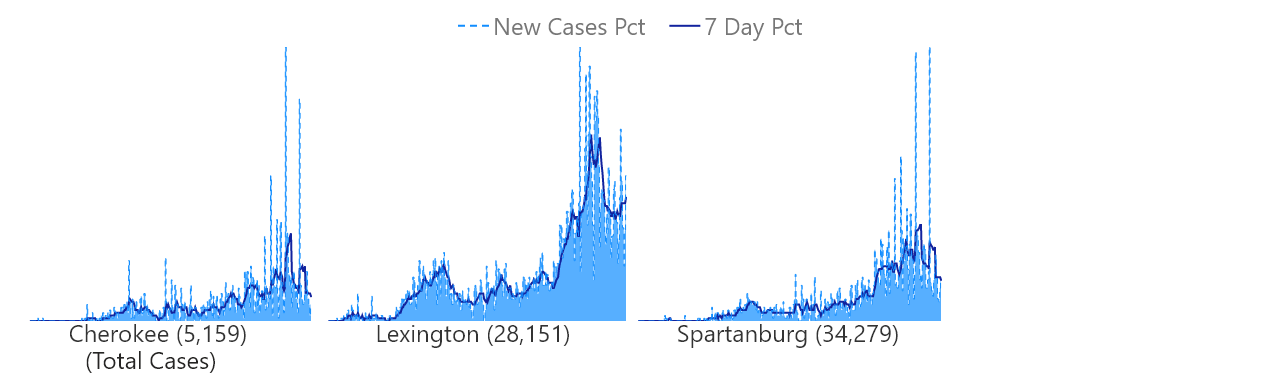 New Cases Pct 7 Day Pct
Cherokee (5,159) Lexington (28,151) Spartanburg (34,279)
(Total Cases)